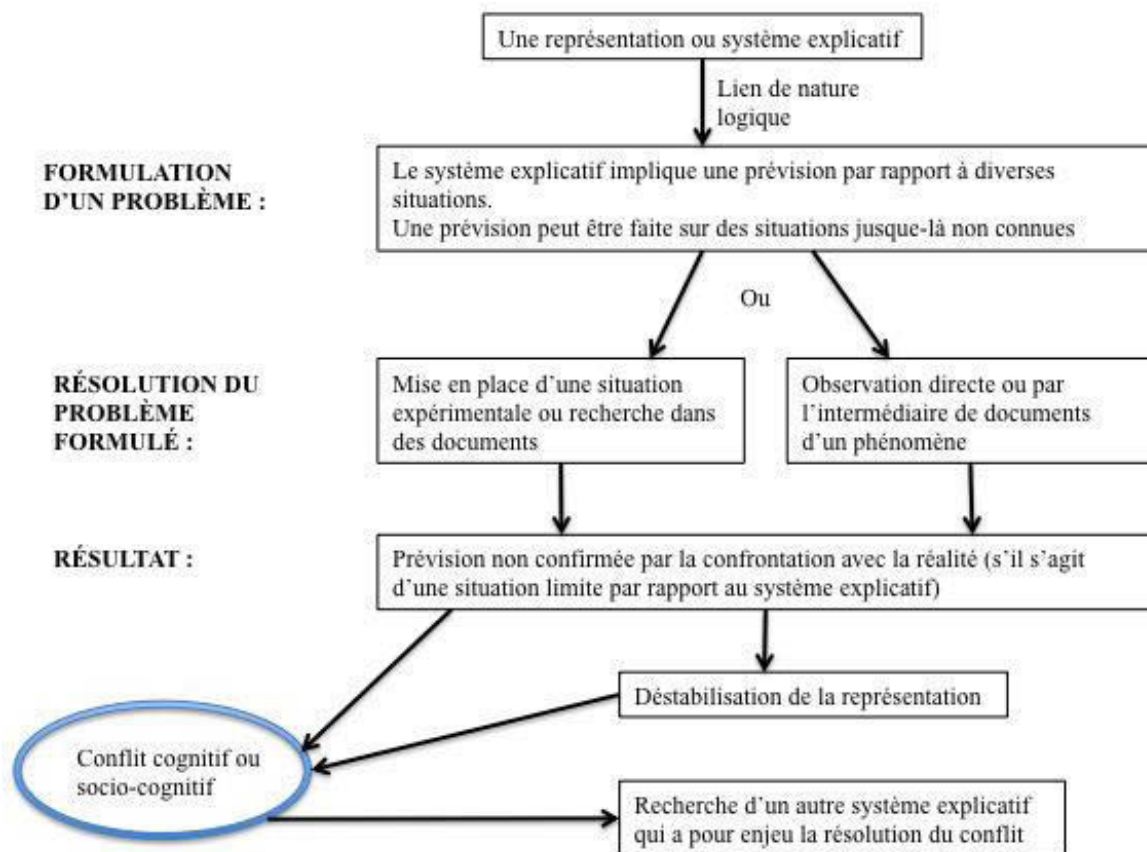 Une représentation ou système explicatif
Lien de nature
logique
FORMULATION
D’UN PROBLÈME :
Le système explicatif implique une prévision par rapport à diverses
situations.
Une prévision peut être faite sur des situations jusque-là non connues
Ou
RÉSOLUTION DU
PROBLÈME
FORMULÉ :
Mise en place d’une situation
expérimentale ou recherche dans
des documents
Observation directe ou par
l’intermédiaire de documents
d’un phénomène
RÉSULTAT :
Prévision non confirmée par la confrontation avec la réalité (s’il s’agit
d’une situation limite par rapport au système explicatif)
Déstabilisation de la représentation
Conflit cognitif ou
socio-cognitif
Recherche d’un autre système explicatif
qui a pour enjeu la résolution du conflit